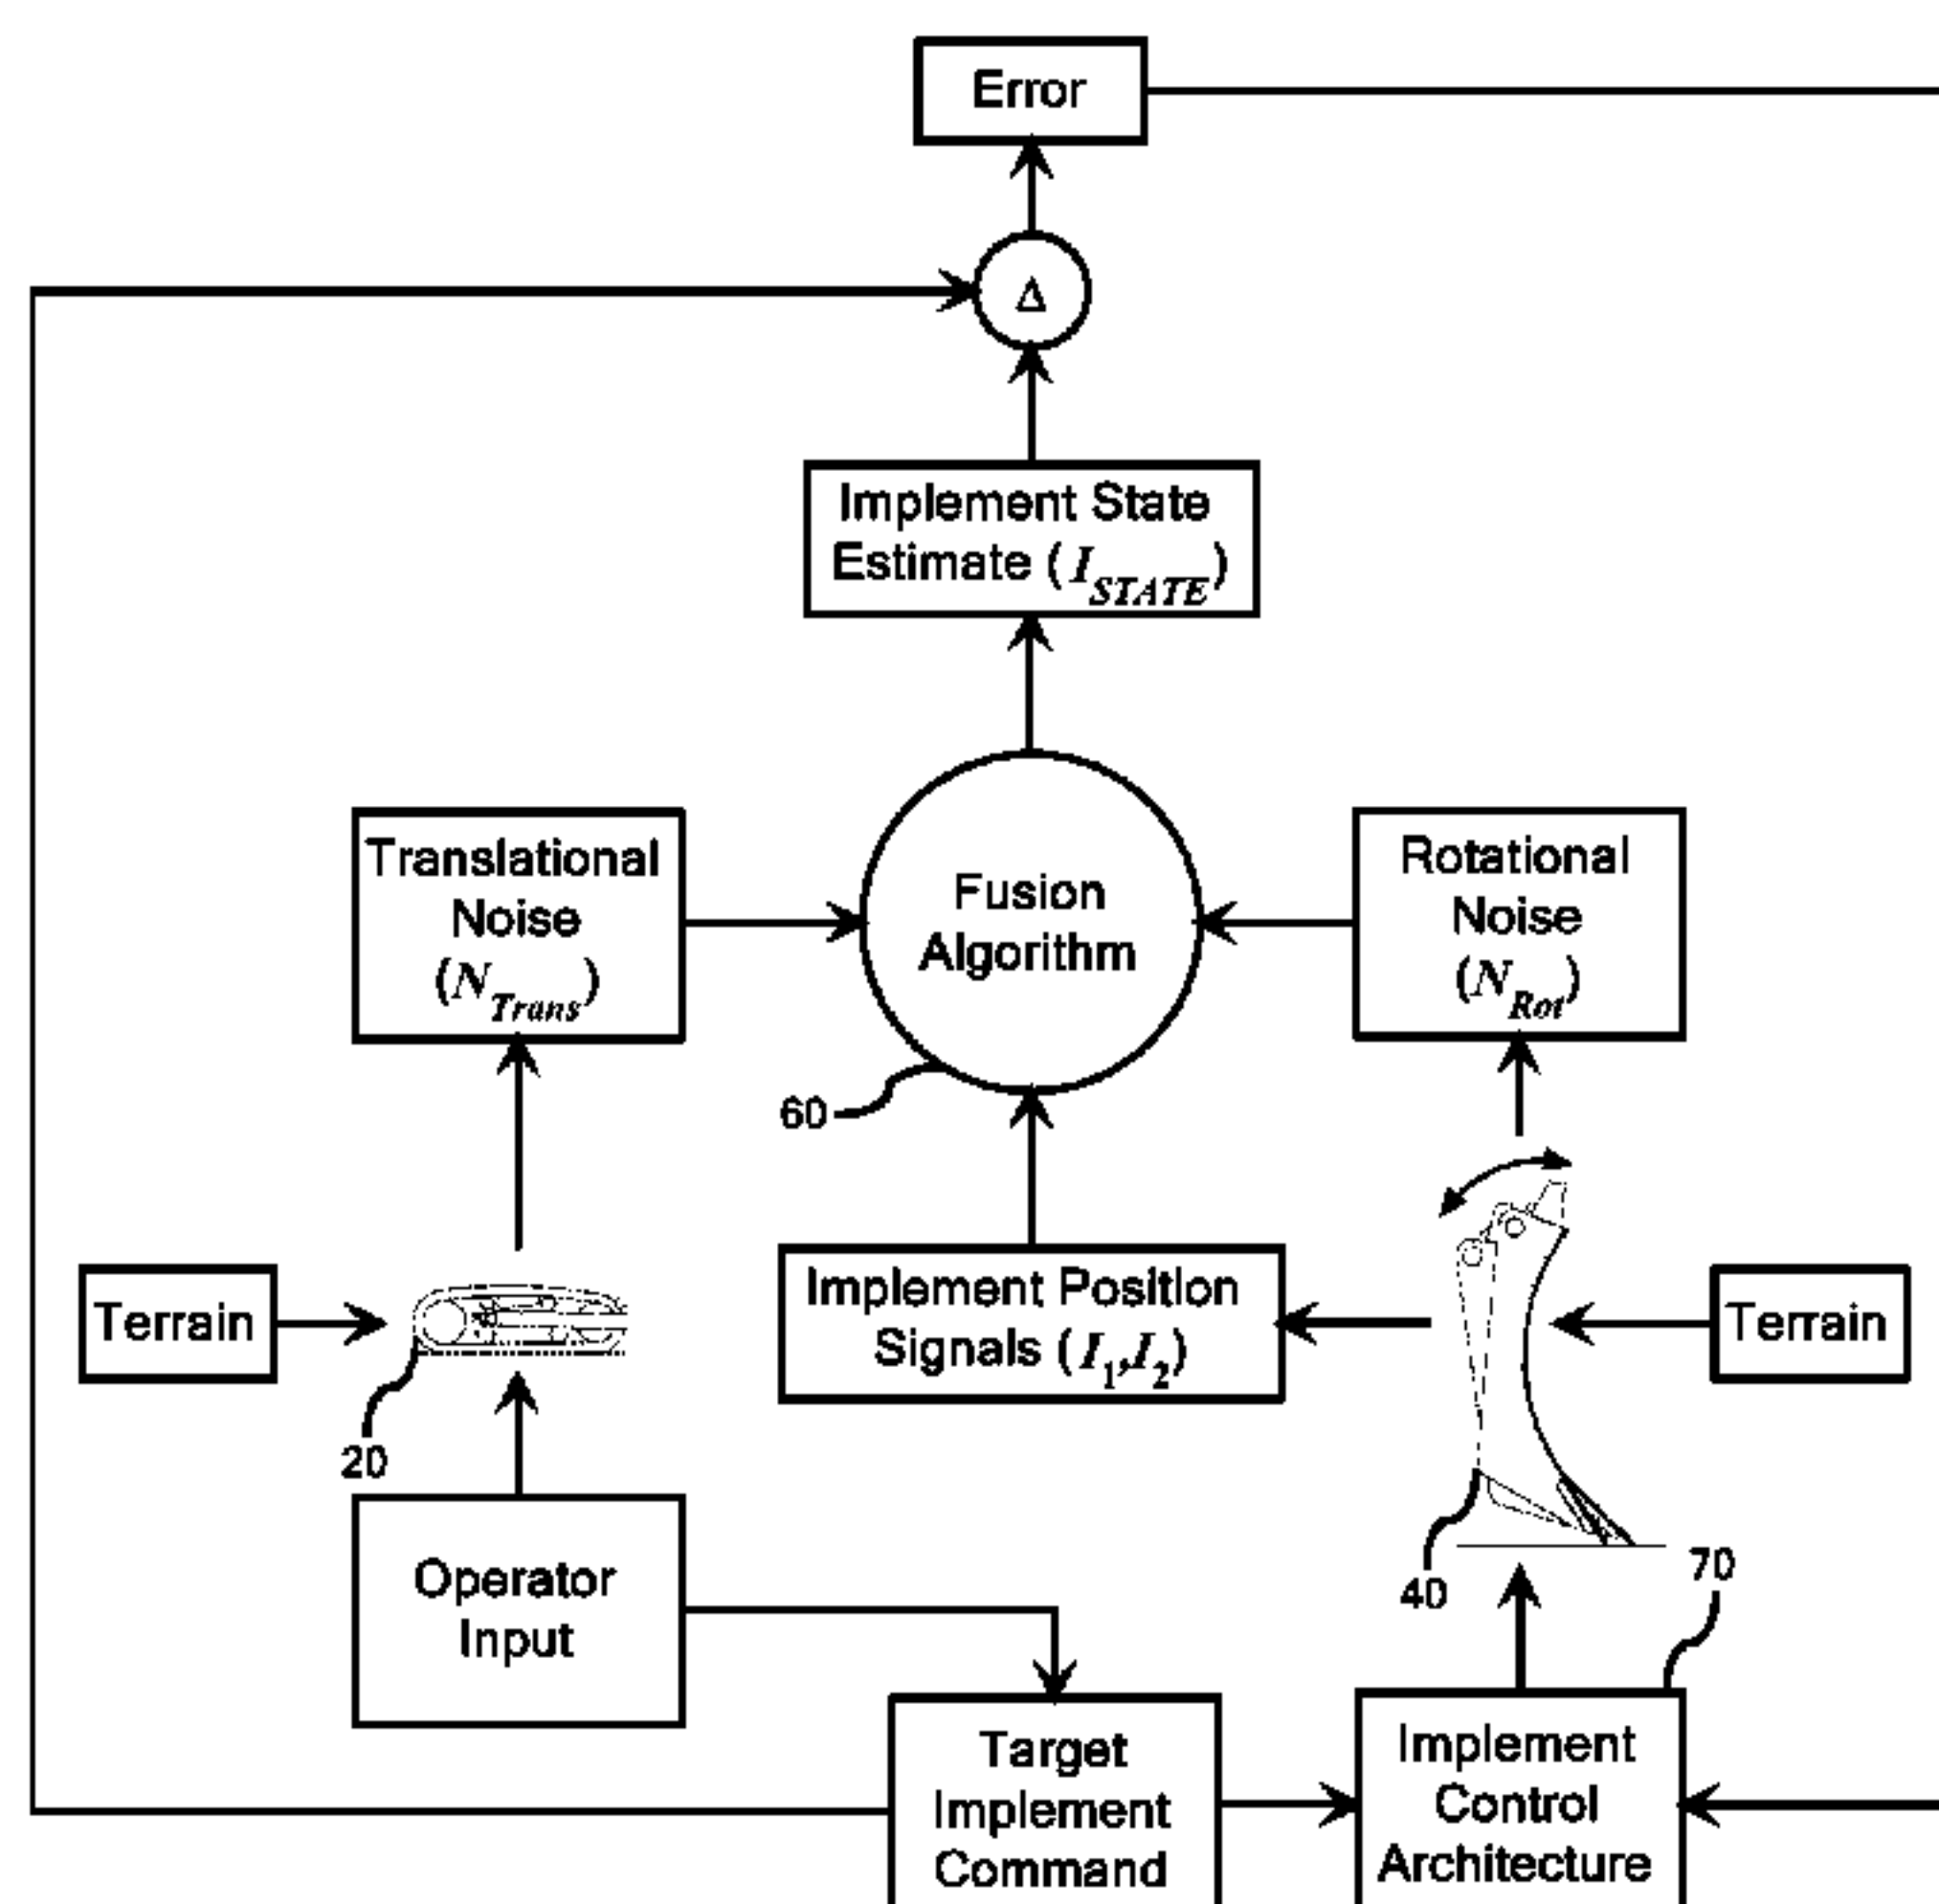 Error
Δ
Implement State
Estimate (I_STATE)
Translational
Noise
(N_Trans)
Fusion
Algorithm
Rotational
Noise
(N_Rot)
60
Terrain
20
Implement Position
Signals (I_1,I_2)
Terrain
40
70
Operator
Input
Target
Implement
Command
Implement
Control
Architecture